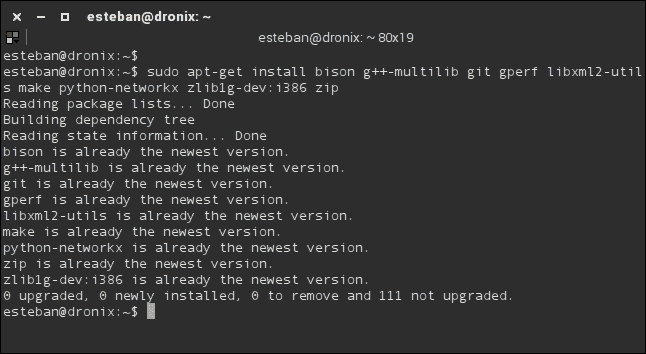 esteban@dronix: ~
esteban@dronix: ~ 80x19
esteban@dronix:~$
esteban@dronix:~$ sudo apt-get install bison g++-multilib git gperf libxml2-util
s make python-networkx zlib1g-dev:i386 zip
Reading package lists... Done
Building dependency tree
Reading state information... Done
bison is already the newest version.
g++-multilib is already the newest version.
git is already the newest version.
gperf is already the newest version.
libxml2-utils is already the newest version.
make is already the newest version.
python-networkx is already the newest version.
zip is already the newest version.
zlib1g-dev:i386 is already the newest version.
0 upgraded, 0 newly installed, 0 to remove and 111 not upgraded.
esteban@dronix:~$